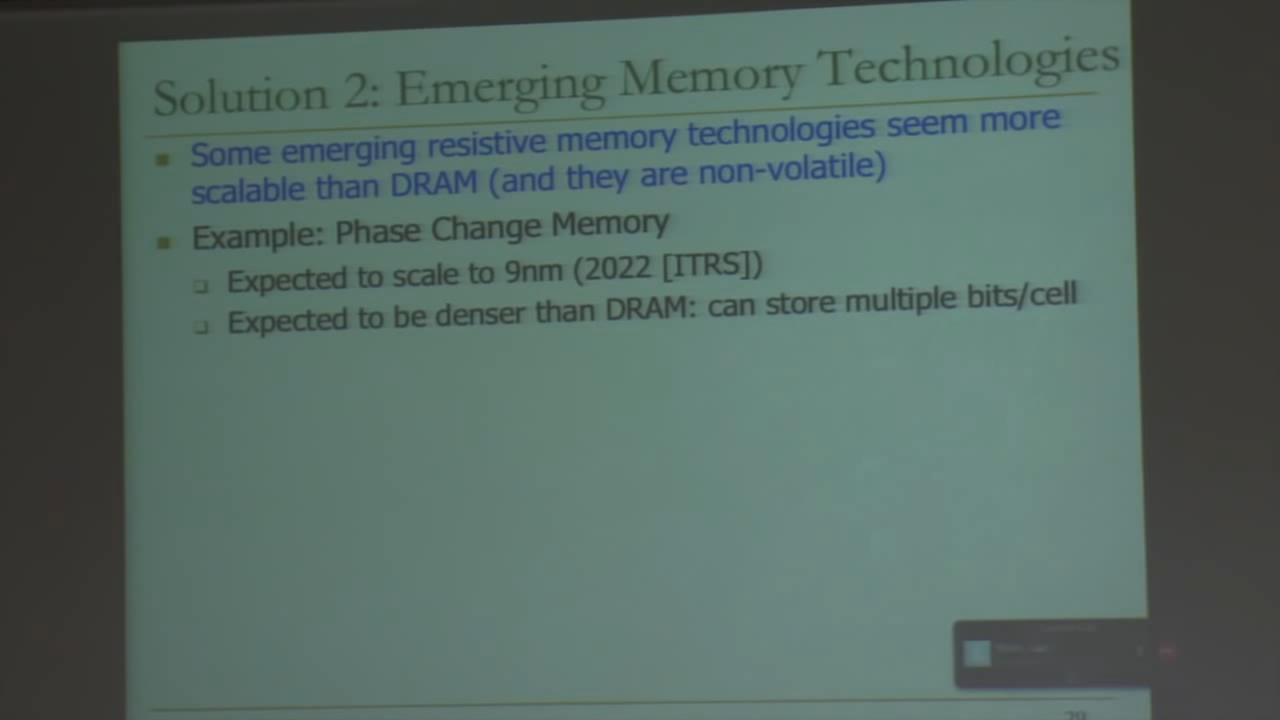 Solution 2: Emerging Memory Technologies
Some emerging resistive memory technologies seem more
scalable than DRAM (and they are non-volatile)
Example: Phase Change Memory
Expected to scale to 9nm (2022 [ITRS])
Expected to be denser than DRAM: can store multiple bits/cell